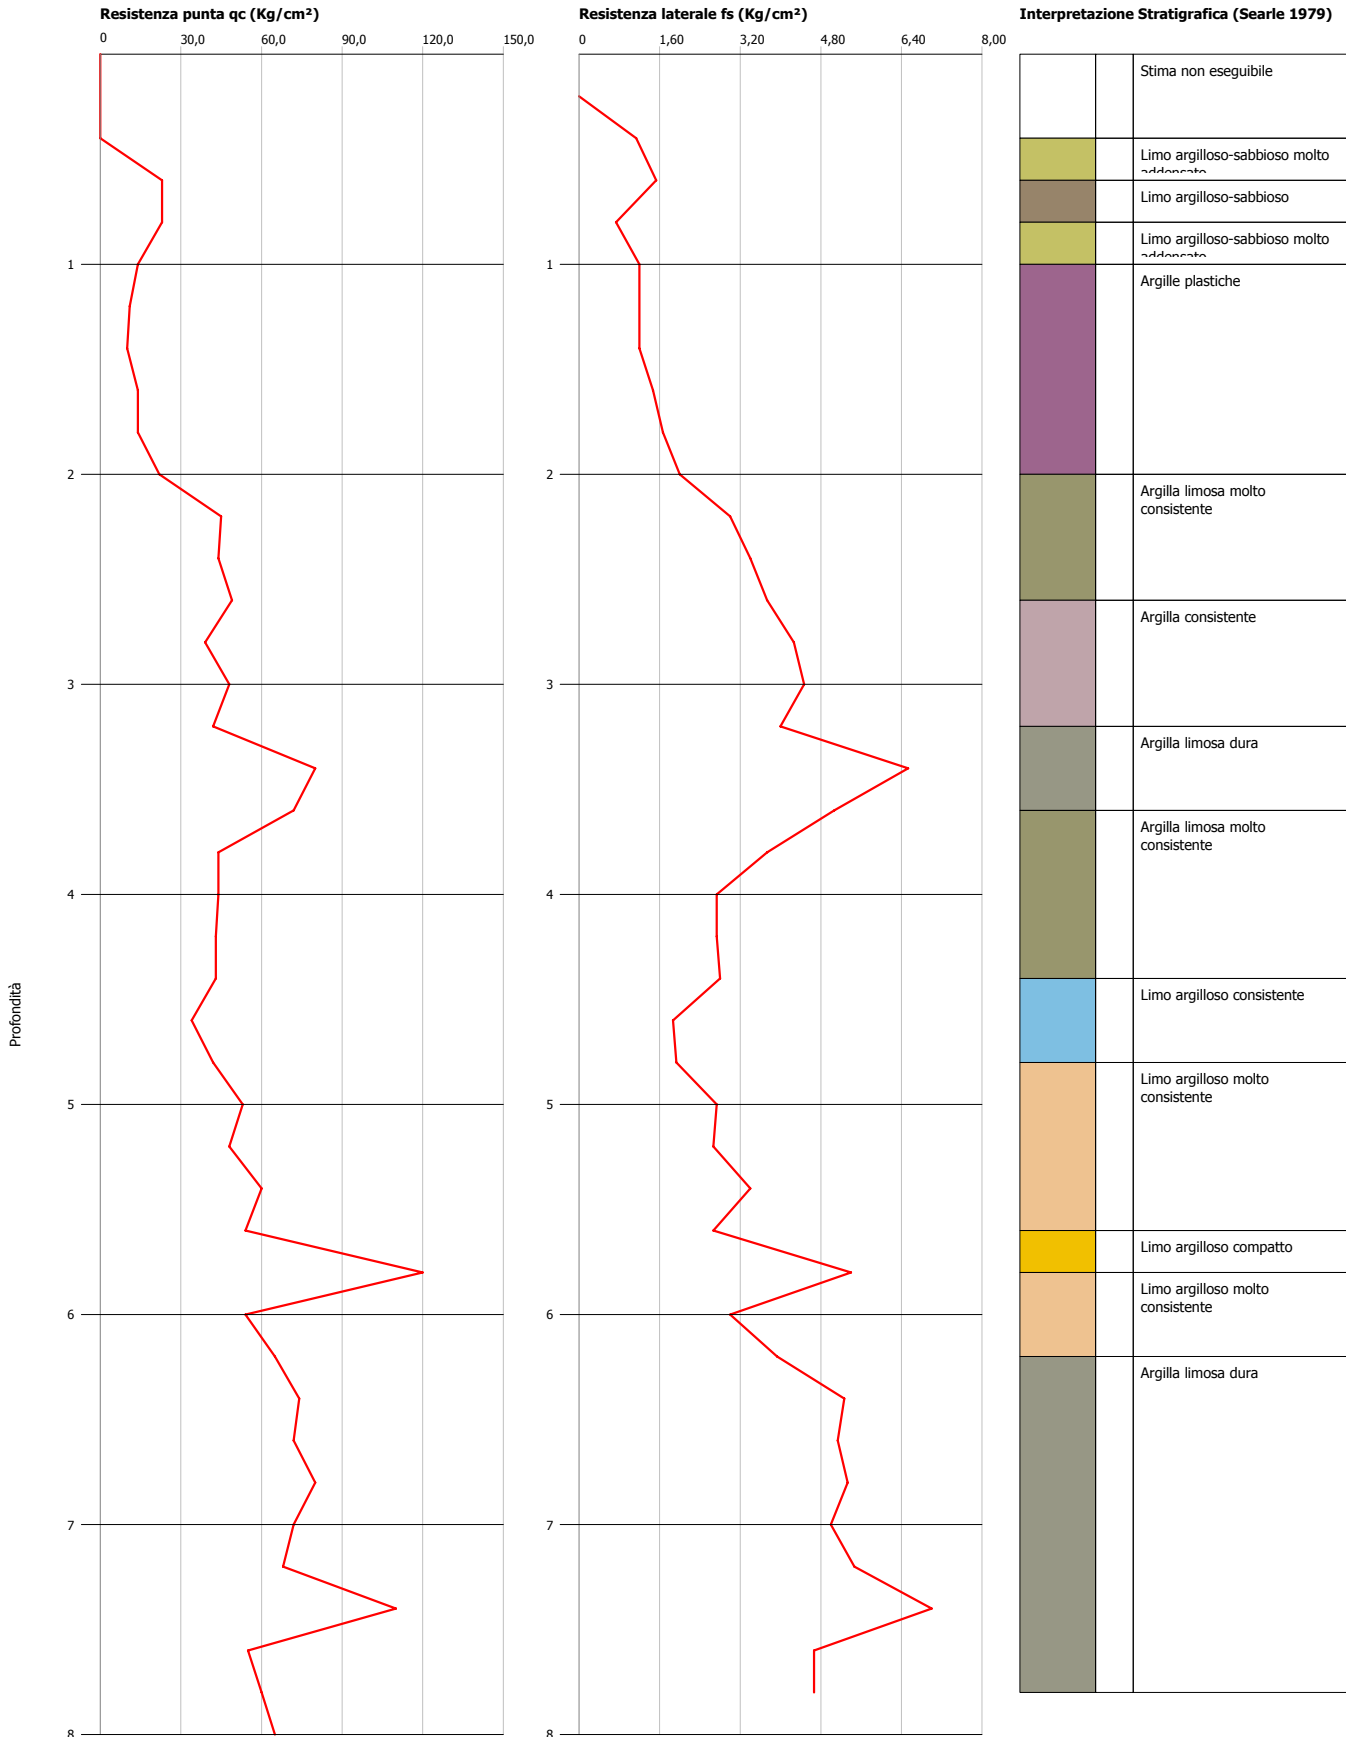 Resistenza punta qc (Kg/cm²)
0 30,0 60,0 90,0 120,0 150,0
Resistenza laterale fs (Kg/cm²)
0 1,60 3,20 4,80 6,40 8,00
Interpretazione Stratigrafica (Searle 1979)
Stima non eseguibile
Limo argilloso-sabbioso molto
addensato
Limo argilloso-sabbioso
Limo argilloso-sabbioso molto
addensato
1 1
Argille plastiche
2 2
Argilla limosa molto
consistente
Argilla consistente
3 3
Argilla limosa dura
Argilla limosa molto
consistente
4 4
Profondità
Limo argilloso consistente
Limo argilloso molto
consistente
5 5
Limo argilloso compatto
Limo argilloso molto
consistente
6 6
Argilla limosa dura
7 7
8 8